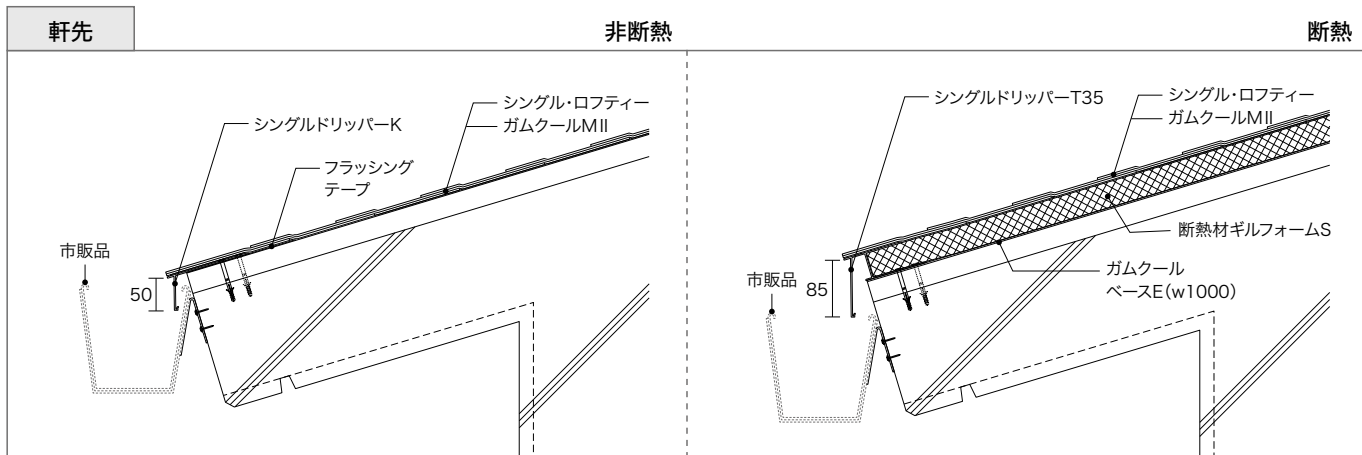 軒先
非断熱
断熱
シングル・ロフティー
ガムクールMⅡ
シングルドリッパーK
フラッシング
テープ
市販品
50
シングルドリッパーT35
シングル・ロフティー
ガムクールMⅡ
断熱材ギルフォームS
ガムクール
ベースE(w1000)
市販品
85